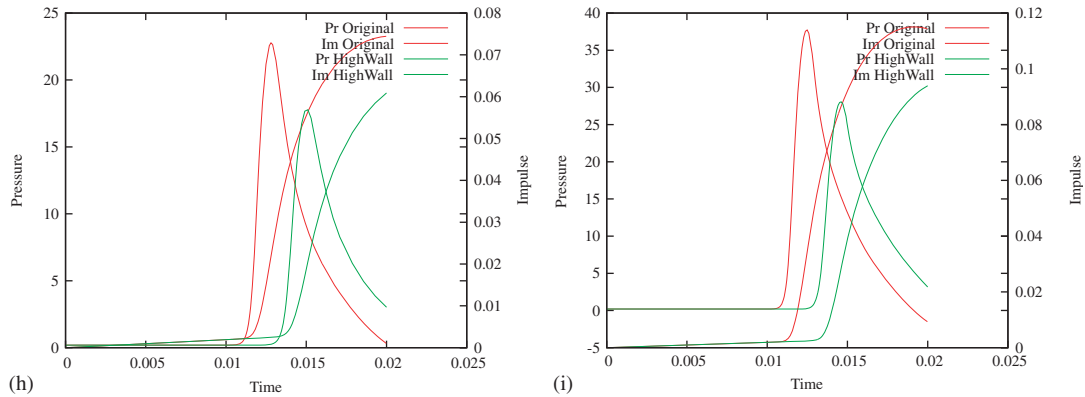 25
20
15
10
5
0
0
0.005
0.01
0.015
0.02
0.025
0
0.01
0.02
0.03
0.04
0.05
0.06
0.07
0.08
Pressure
Impulse
Time
Pr Original
Im Original
Pr HighWall
Im HighWall
(h)
40
35
30
25
20
15
10
5
0
-5
0
0.005
0.01
0.015
0.02
0.025
0
0.02
0.04
0.06
0.08
0.1
0.12
Pressure
Impulse
Time
Pr Original
Im Original
Pr HighWall
Im HighWall
(i)